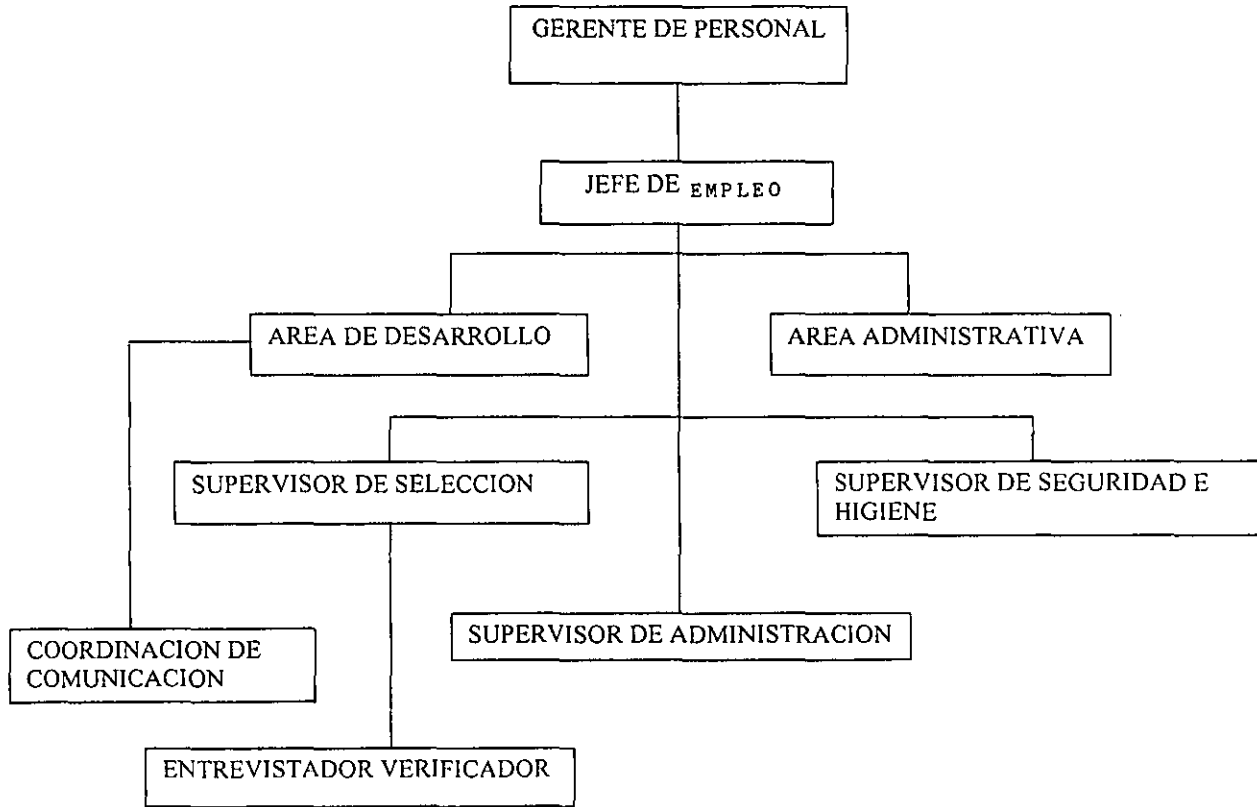 GERENTE DE PERSONAL
JEFE DE EMPLEO
AREA DE DESARROLLO
AREA ADMINISTRATIVA
SUPERVISOR DE SELECCION
SUPERVISOR DE SEGURIDAD E
HIGIENE
COORDINACION DE
COMUNICACION
SUPERVISOR DE ADMINISTRACION
ENTREVISTADOR VERIFICADOR